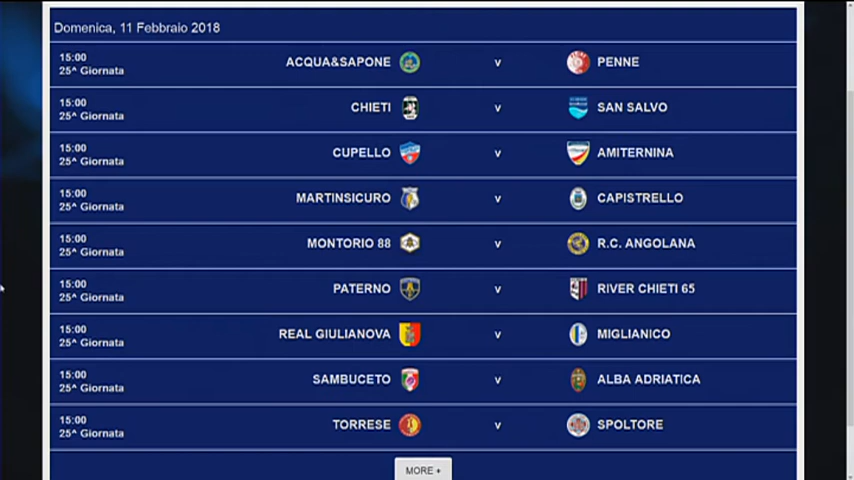 Domenica, 11 Febbraio 2018
15:00
25^ Giornata
ACQUA&SAPONE v PENNE
15:00
25^ Giornata
CHIETI v SAN SALVO
15:00
25^ Giornata
CUPELLO v AMITERNINA
15:00
25^ Giornata
MARTINSICURO v CAPISTRELLO
15:00
25^ Giornata
MONTORIO 88 v R.C. ANGOLANA
15:00
25^ Giornata
PATERNO v RIVER CHIETI 65
15:00
25^ Giornata
REAL GIULIANOVA v MIGLIANICO
15:00
25^ Giornata
SAMBUCETO v ALBA ADRIATICA
15:00
25^ Giornata
TORRESE v SPOLTORE
MORE +